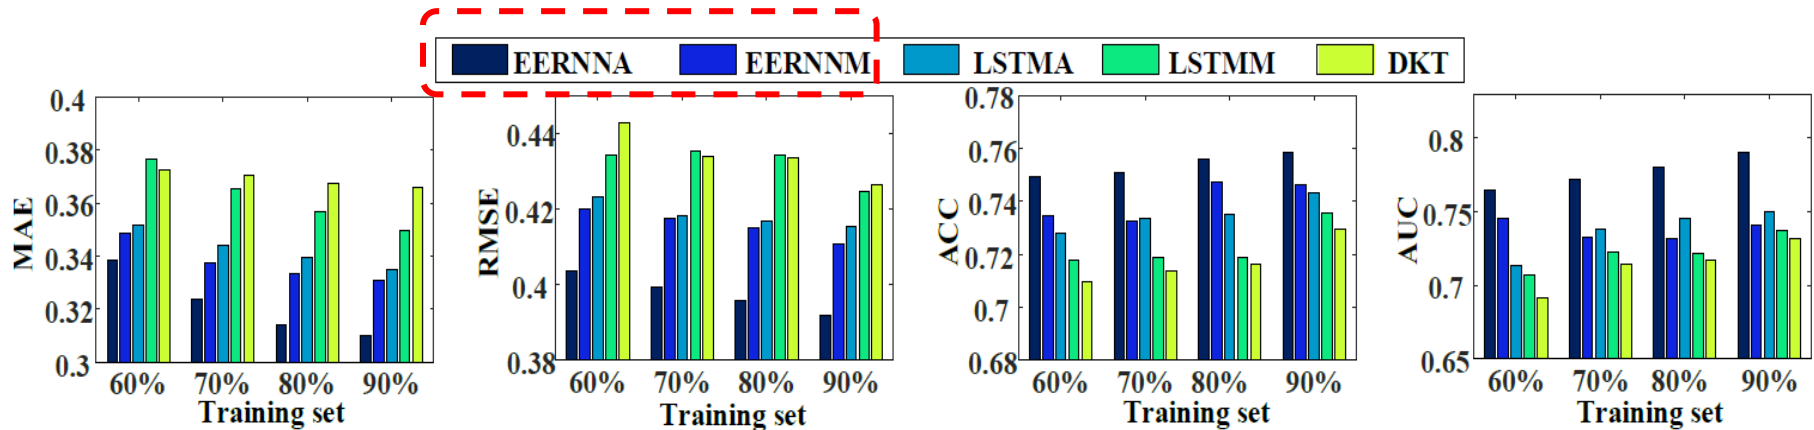 EERNNA EERNNM LSTMA LSTMM DKT
MAE
0.4
0.38
0.36
0.34
0.32
0.3
60% 70% 80% 90%
Training set
RMSE
0.44
0.42
0.4
0.38
60% 70% 80% 90%
Training set
ACC
0.78
0.76
0.74
0.72
0.7
0.68
60% 70% 80% 90%
Training set
AUC
0.8
0.75
0.7
0.65
60% 70% 80% 90%
Training set